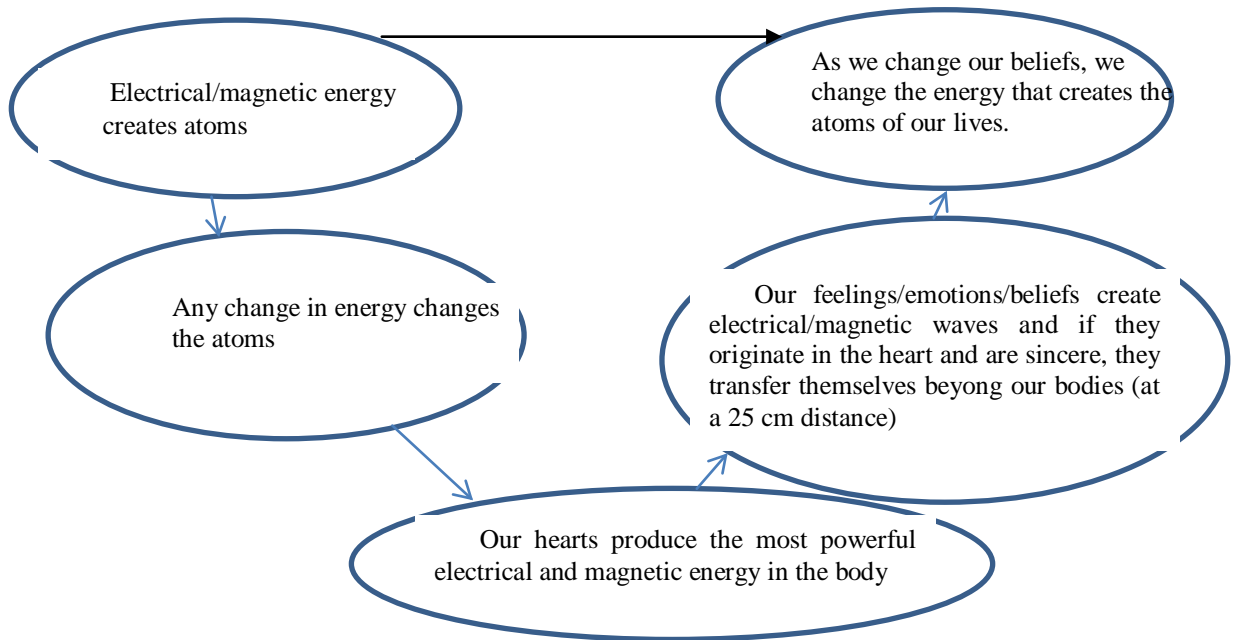 Electrical/magnetic energy
creates atoms
Any change in energy changes
the atoms
Our hearts produce the most powerful
electrical and magnetic energy in the body
Our feelings/emotions/beliefs create
electrical/magnetic waves and if they
originate in the heart and are sincere, they
transfer themselves beyong our bodies (at
a 25 cm distance)
As we change our beliefs, we
change the energy that creates the
atoms of our lives.